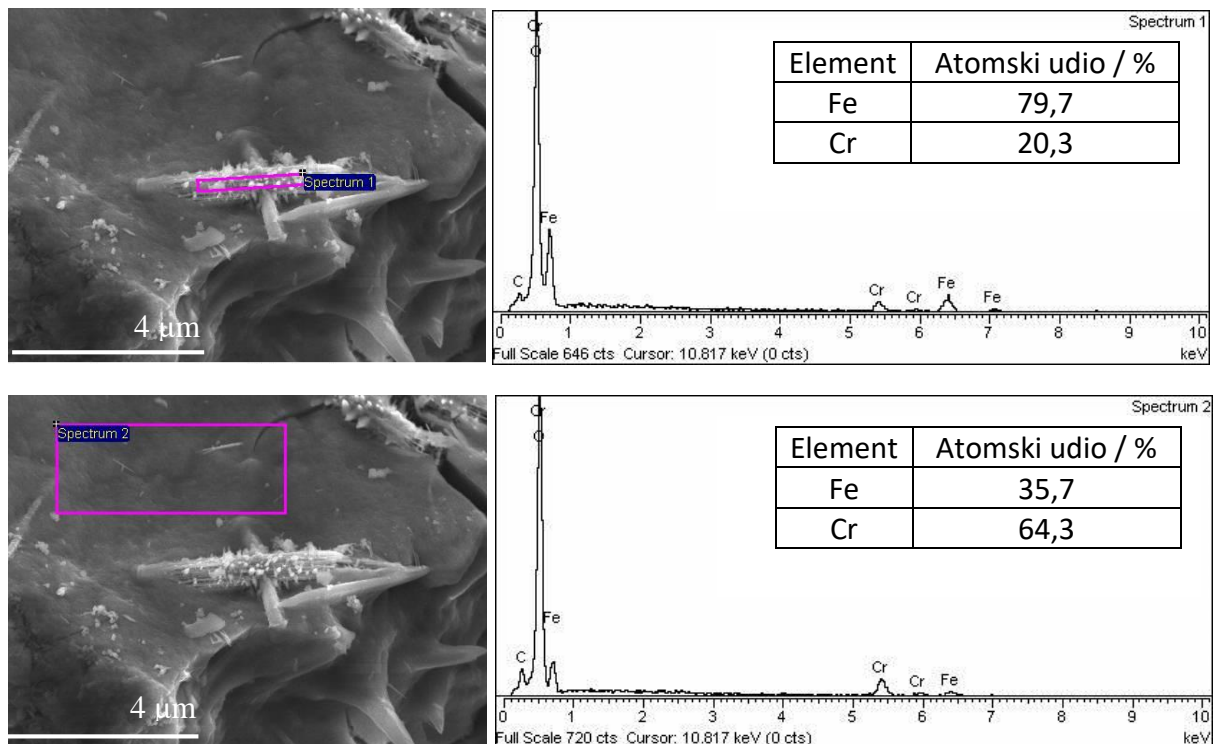 Spectrum 1
4 μm
Spectrum 1
Element Atomski udio / %
Fe 79,7
Cr 20,3
Cr
O
Fe
C
Cr
Cr
Fe
Fe
0 1 2 3 4 5 6 7 8 9 10
Full Scale 646 cts Cursor: 10.817 keV (0 cts) keV
Spectrum 2
4 μm
Spectrum 2
Element Atomski udio / %
Fe 35,7
Cr 64,3
Cr
O
Fe
C
Cr
Cr
Fe
0 1 2 3 4 5 6 7 8 9 10
Full Scale 720 cts Cursor: 10.817 keV (0 cts) keV